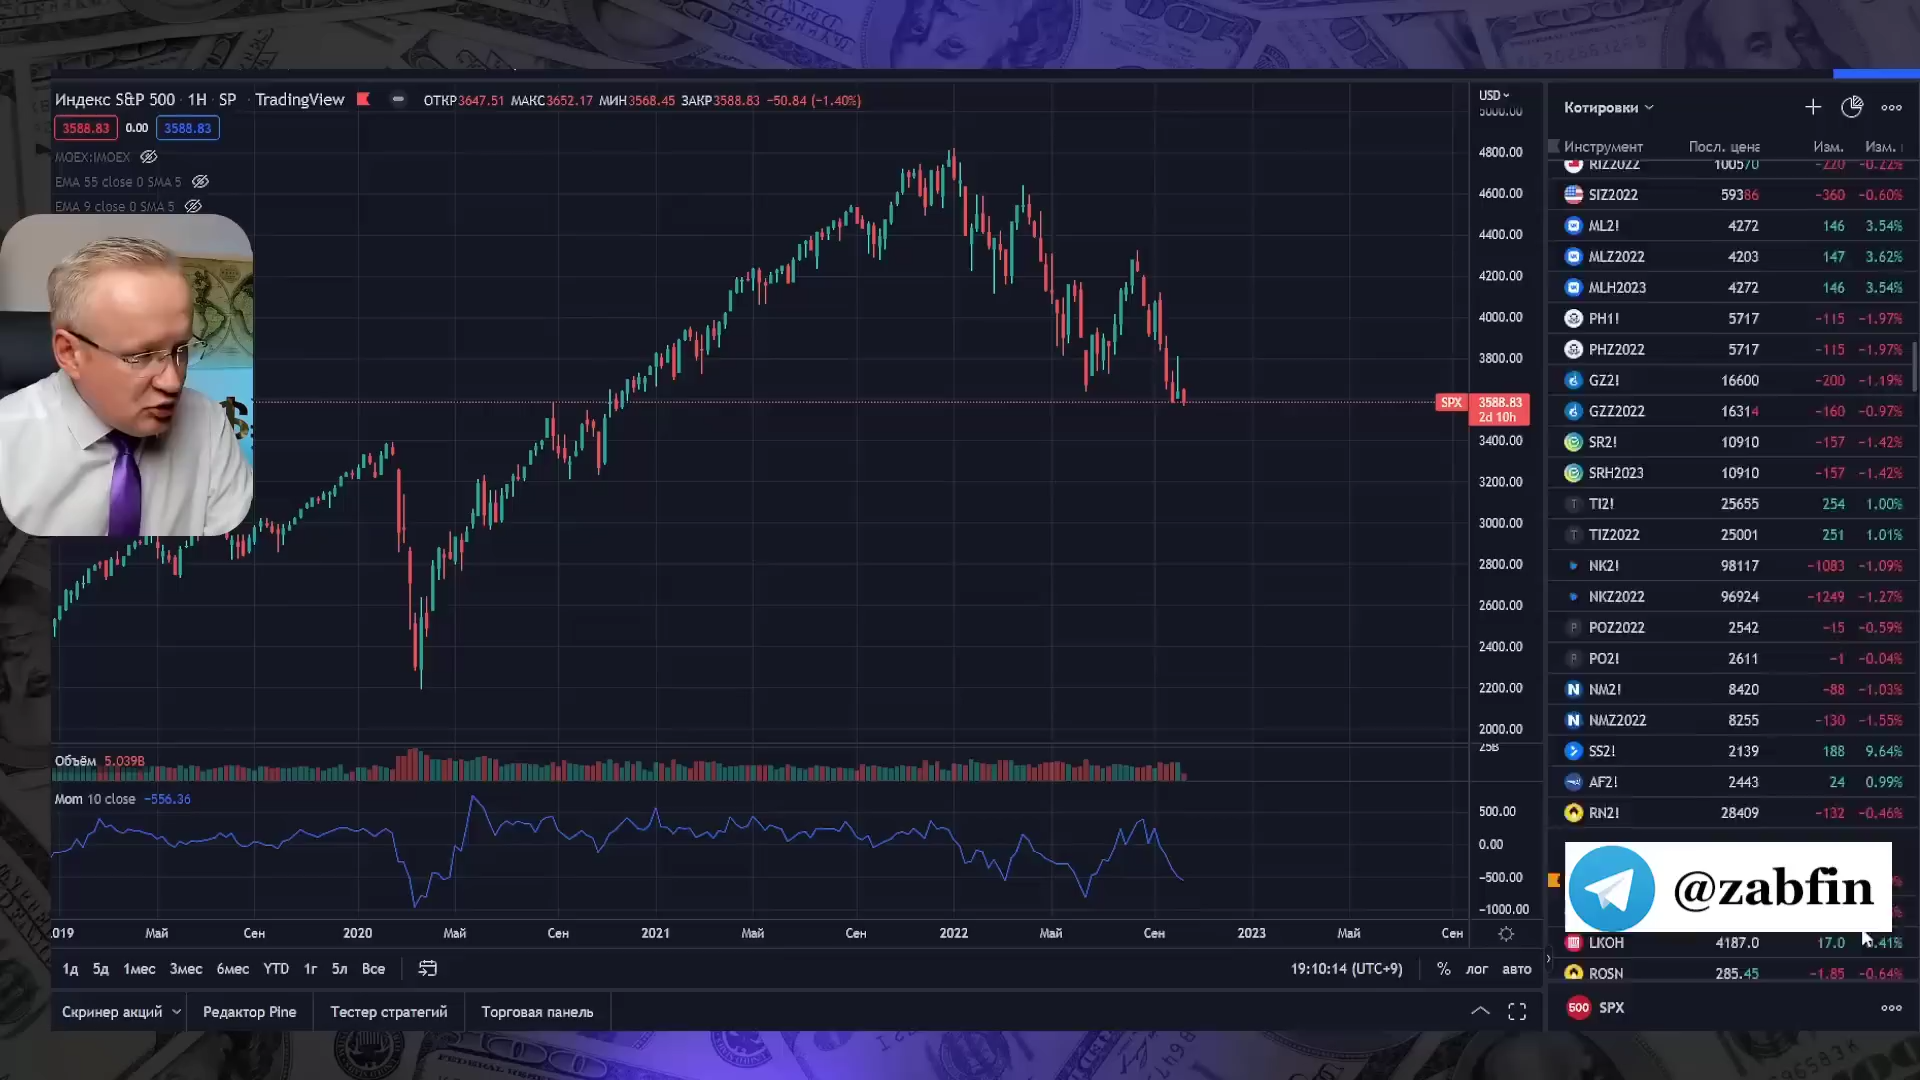 Индекс S&P 500 · 1Н · SP · TradingView ОТКР3647.51 МАКС3652.17 МИН3568.45 ЗАКР3588.83 −50.84 (−1.40%)
3588.83 0.00 3588.83
MOEX:IMOEX
EMA 55 close 0 SMA 5
EMA 9 close 0 SMA 5
USD
5000.00
4800.00
4600.00
4400.00
4200.00
4000.00
3800.00
SPX 3588.83
2d 10h
3400.00
3200.00
3000.00
2800.00
2600.00
2400.00
2200.00
2000.00
Объём 5.039B
25B
Mom 10 close −556.36
500.00
0.00
−500.00
−1000.00
2019 Май Сен 2020 Май Сен 2021 Май Сен 2022 Май Сен 2023 Май Сен
1д 5д 1мес 3мес 6мес YTD 1г 5л Все 19:10:14 (UTC+9) % лог авто
Скринер акций Редактор Pine Тестер стратегий Торговая панель
Котировки
Инструмент Посл. цена Изм. Изм.
RIZ2022 100570 −220 −0.22%
SIZ2022 59386 −360 −0.60%
ML2! 4272 146 3.54%
MLZ2022 4203 147 3.62%
MLH2023 4272 146 3.54%
PH1! 5717 −115 −1.97%
PHZ2022 5717 −115 −1.97%
GZ2! 16600 −200 −1.19%
GZZ2022 16314 −160 −0.97%
SR2! 10910 −157 −1.42%
SRH2023 10910 −157 −1.42%
TI2! 25655 254 1.00%
TIZ2022 25001 251 1.01%
NK2! 98117 −1083 −1.09%
NKZ2022 96924 −1249 −1.27%
POZ2022 2542 −15 −0.59%
PO2! 2611 −1 −0.04%
NM2! 8420 −88 −1.03%
NMZ2022 8255 −130 −1.55%
SS2! 2139 188 9.64%
AF2! 2443 24 0.99%
RN2! 28409 −132 −0.46%
@zabfin
LKOH 4187.0 17.0 0.41%
ROSN 285.45 −1.85 −0.64%
500 SPX